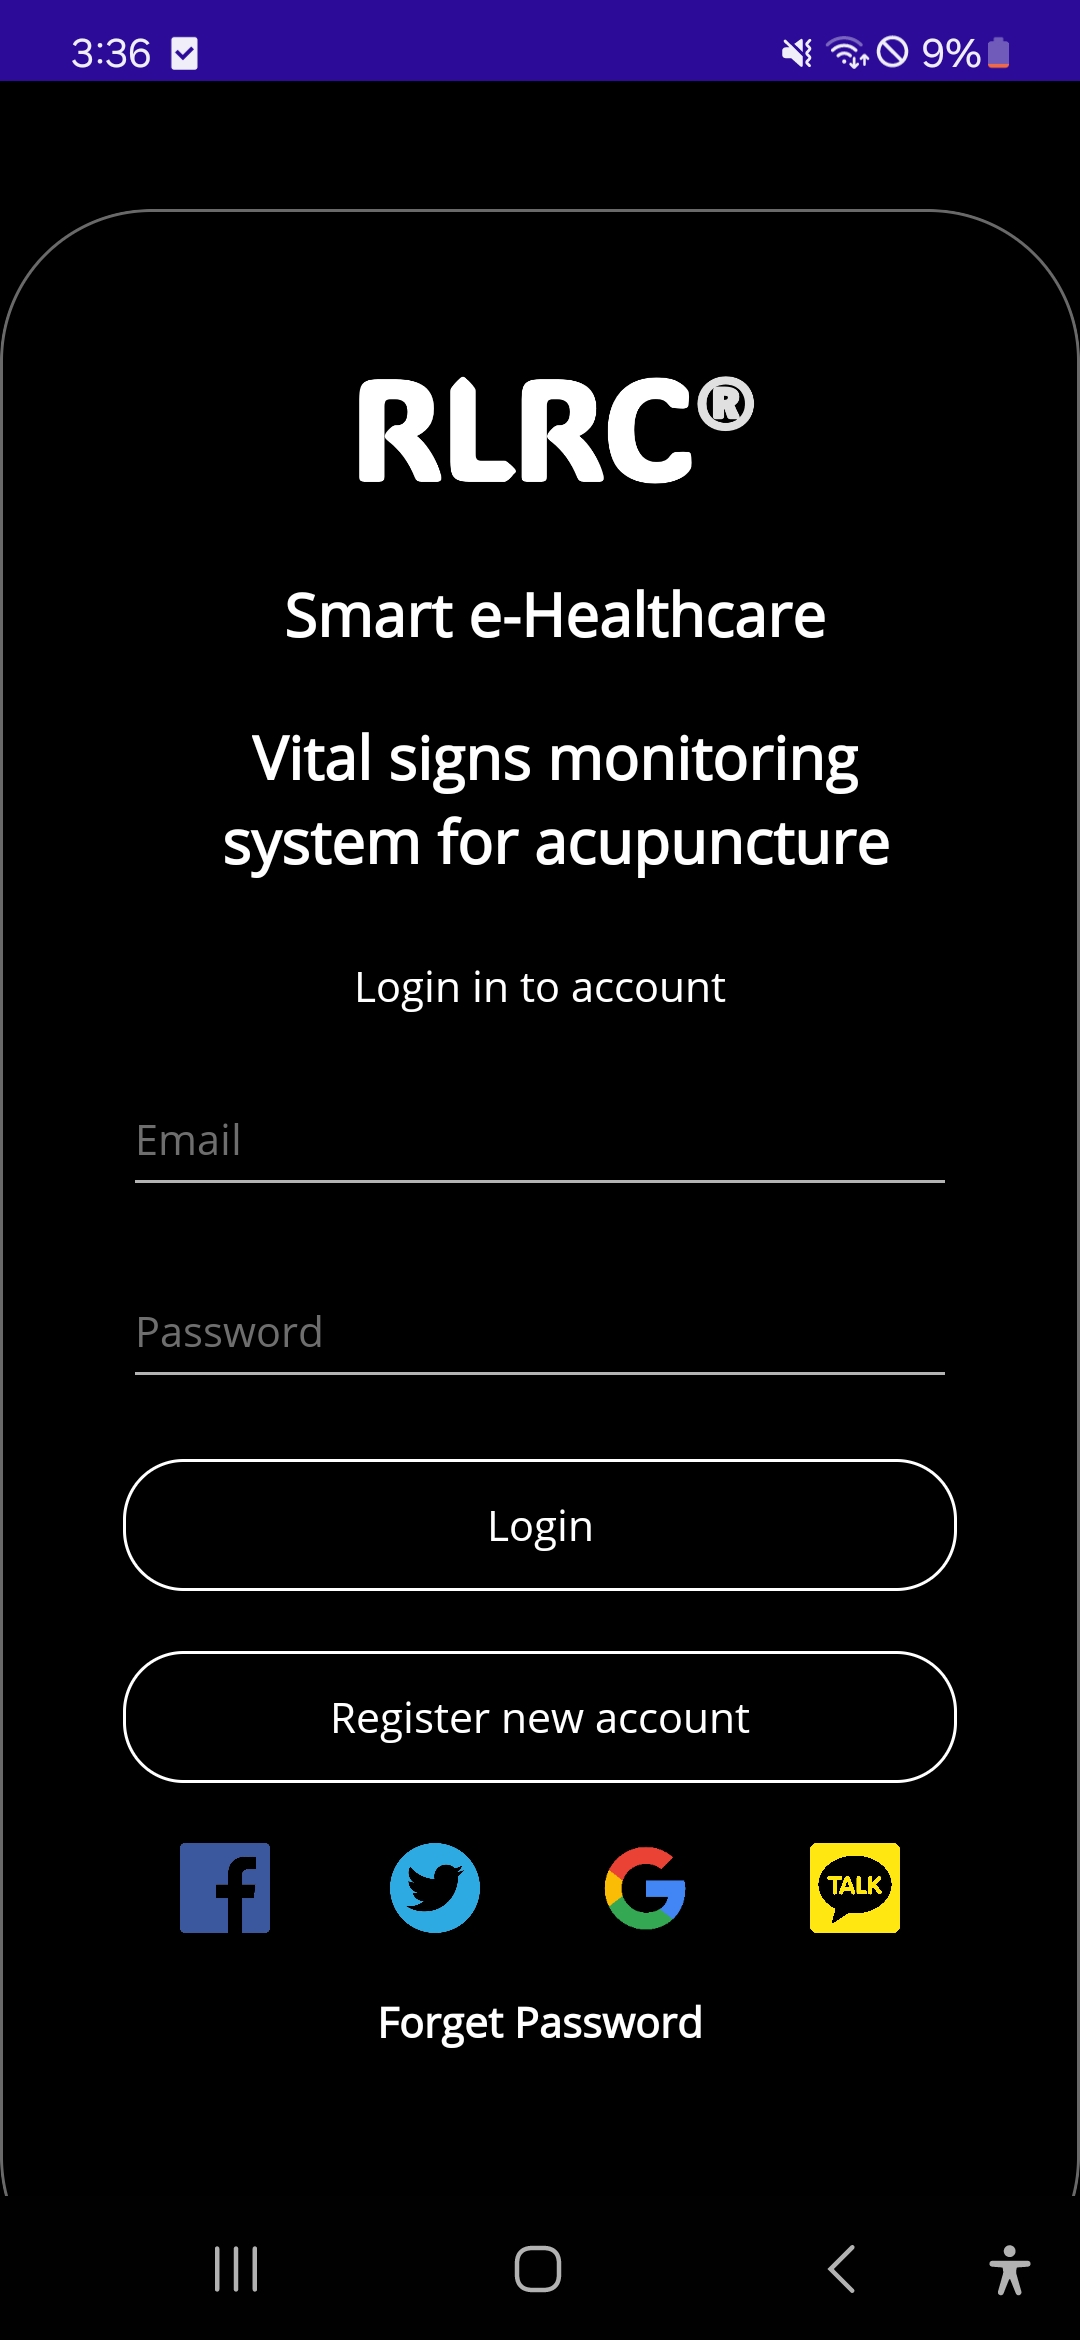 3:36
9%
RLRC®
Smart e-Healthcare
Vital signs monitoring
system for acupuncture
Login in to account
Email
Password
Login
Register new account
TALK
Forget Password